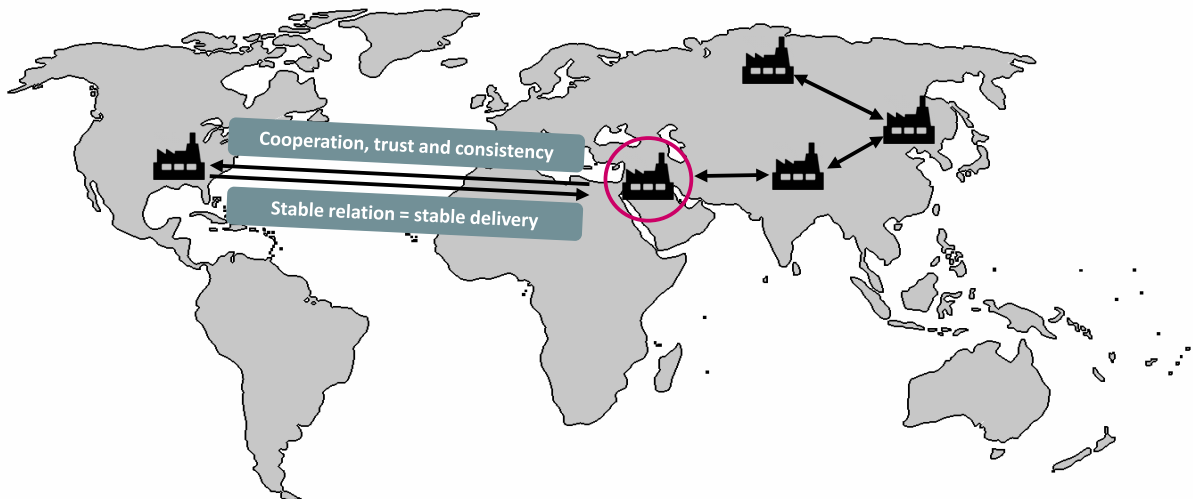 Cooperation, trust and consistency
Stable relation = stable delivery